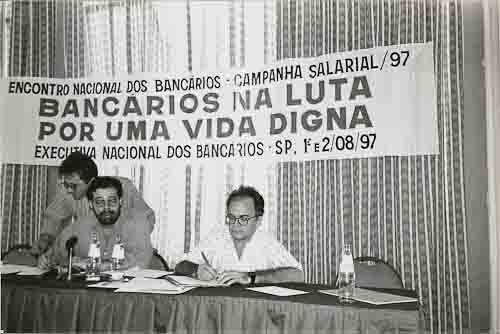 ENCONTRO NACIONAL DOS BANCÁRIOS - CAMPANHA SALARIAL/97
BANCÁRIOS NA LUTA
POR UMA VIDA DIGNA
EXECUTIVA NACIONAL DOS BANCÁRIOS - SP, 1º E 2/08/97